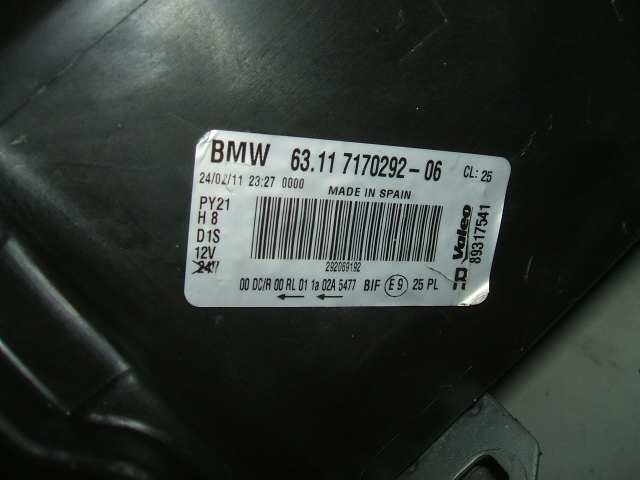 BMW 63.11 7170292-06 CL: 25
24/02/11 23:27 0000 MADE IN SPAIN
PY21
H8
D1S
12V
24V
292069192
00 DC/R 00 RL 01 1a 02A 5477 BIF E9 25 PL
Valeo
89317541